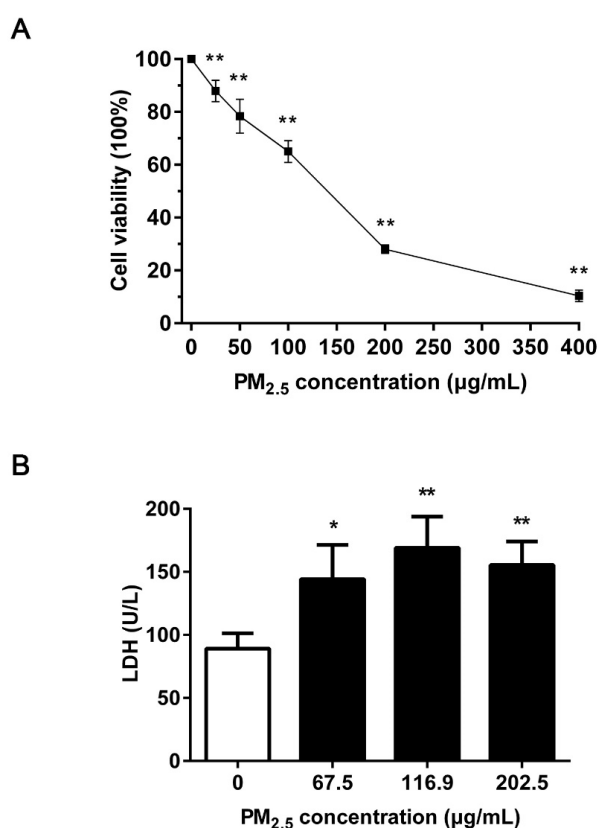 A
Cell viability (100%)
100
80
60
40
20
0
**
**
**
**
**
0 50 100 150 200 250 300 350 400
PM2.5 concentration (µg/mL)
B
LDH (U/L)
200
150
100
50
0
*
**
**
0 67.5 116.9 202.5
PM2.5 concentration (µg/mL)